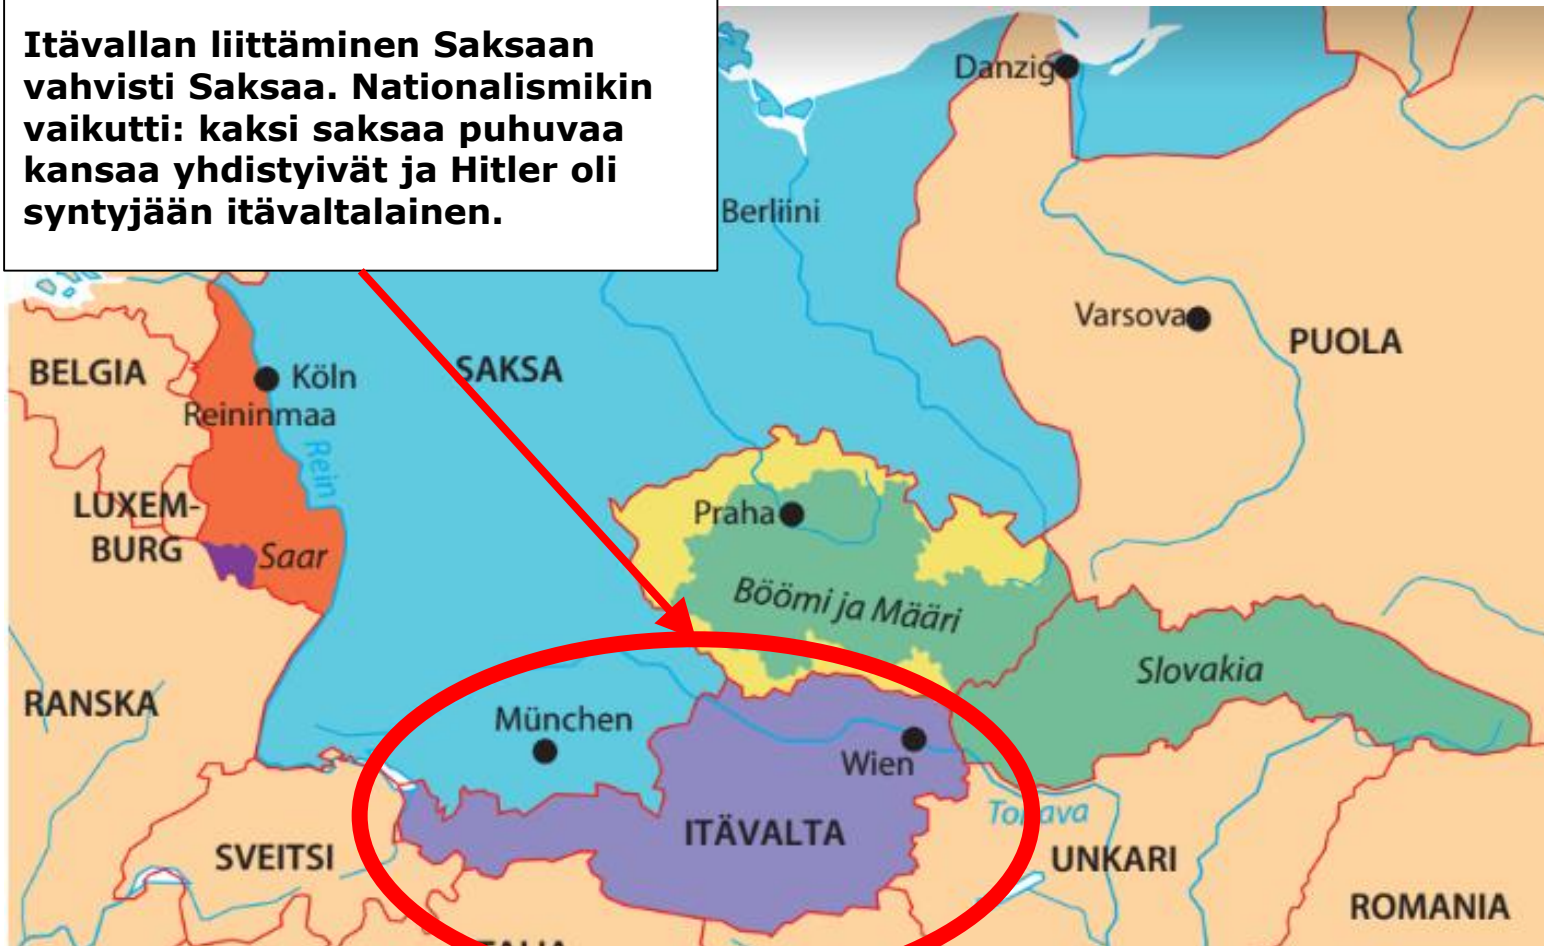 Itävallan liittäminen Saksaan
vahvisti Saksaa. Nationalismikin
vaikutti: kaksi saksaa puhuvaa
kansaa yhdistyivät ja Hitler oli
syntyjään itävaltalainen.
Danzig
Berliini
Varsova
PUOLA
BELGIA
Köln
SAKSA
Reininmaa
Rein
LUXEM-
BURG
Saar
Praha
Böömi ja Määri
Slovakia
RANSKA
München
Wien
ITÄVALTA
SVEITSI
UNKARI
ROMANIA